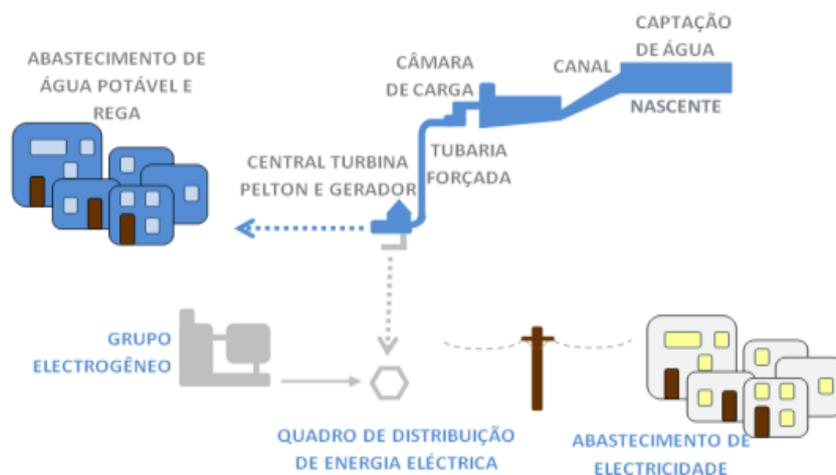 CAPTAÇÃO
DE ÁGUA
ABASTECIMENTO DE
ÁGUA POTÁVEL E
REGA
CÂMARA
DE CARGA
CANAL
NASCENTE
CENTRAL TURBINA
PELTON E GERADOR
TUBARIA
FORÇADA
GRUPO
ELECTROGÊNEO
QUADRO DE DISTRIBUIÇÃO
DE ENERGIA ELÉCTRICA
ABASTECIMENTO DE
ELECTRICIDADE